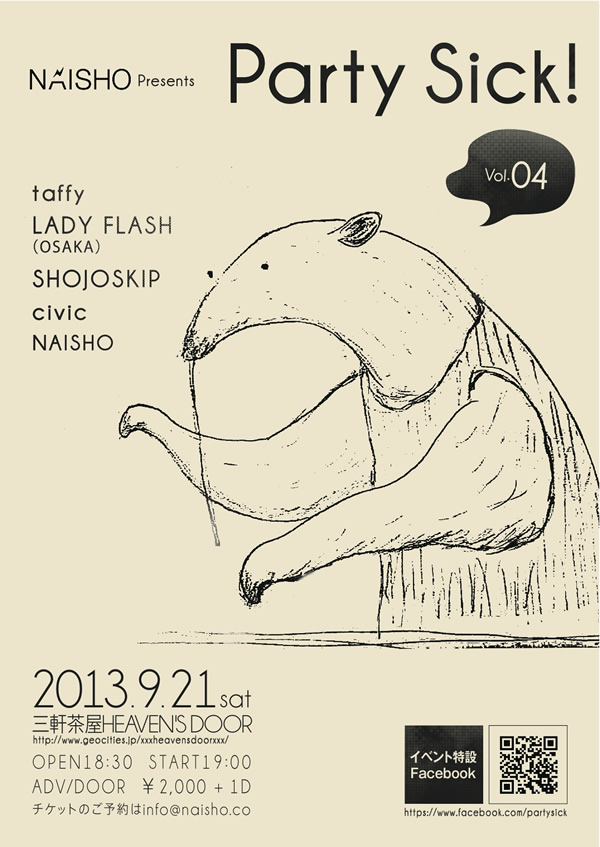 NAISHO Presents
Party Sick!
Vol.04
taffy
LADY FLASH
(OSAKA)
SHOJOSKIP
civic
NAISHO
2013.9.21 sat
三軒茶屋HEAVEN'S DOOR
http://www.geocities.jp/xxxheavensdoorxxx/
OPEN18:30 START19:00
ADV/DOOR ￥2,000 + 1D
チケットのご予約はinfo@naisho.co
イベント特設
Facebook
https://www.facebook.com/partysick